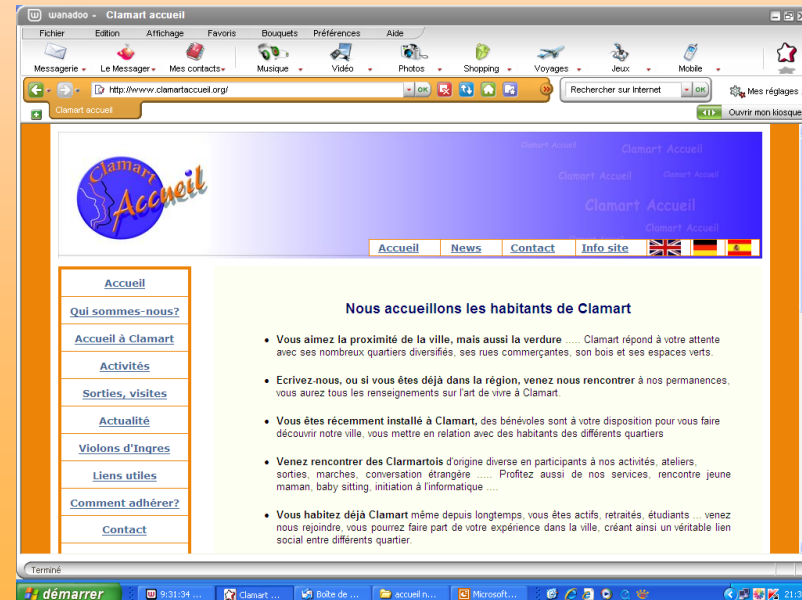 wanadoo - Clamart accueil
Fichier Edition Affichage Favoris Bouquets Préférences Aide
Messagerie Le Messager Mes contacts Musique Vidéo Photos Shopping Voyages Jeux Mobile
http://www.clamartaccueil.org/ OK Rechercher sur Internet OK Mes réglages
Clamart accueil Ouvrir mon kiosque
Clamart Accueil
Clamart Accueil
Clamart Accueil
Clamart Accueil Clamart Accueil
Clamart Accueil
Clamart Accueil
Accueil News Contact Info site
Accueil
Qui sommes-nous?
Accueil à Clamart
Activités
Sorties, visites
Actualité
Violons d'Ingres
Liens utiles
Comment adhérer?
Contact
Nous accueillons les habitants de Clamart
• Vous aimez la proximité de la ville, mais aussi la verdure ..... Clamart répond à votre attente
avec ses nombreux quartiers diversifiés, ses rues commerçantes, son bois et ses espaces verts.
• Ecrivez-nous, ou si vous êtes déjà dans la région, venez nous rencontrer à nos permanences,
vous aurez tous les renseignements sur l'art de vivre à Clamart.
• Vous êtes récemment installé à Clamart, des bénévoles sont à votre disposition pour vous faire
découvrir notre ville, vous mettre en relation avec des habitants des différents quartiers
• Venez rencontrer des Clarmartois d'origine diverse en participants à nos activités, ateliers,
sorties, marches, conversation étrangère ..... Profitez aussi de nos services, rencontre jeune
maman, baby sitting, initiation à l'informatique ....
• Vous habitez déjà Clamart même depuis longtemps, vous êtes actifs, retraités, étudiants ... venez
nous rejoindre, vous pourrez faire part de votre expérience dans la ville, créant ainsi un véritable lien
social entre différents quartier.
Terminé
démarrer 9:31:34 ... Clamart ... Boîte de ... accueil n... Microsoft...